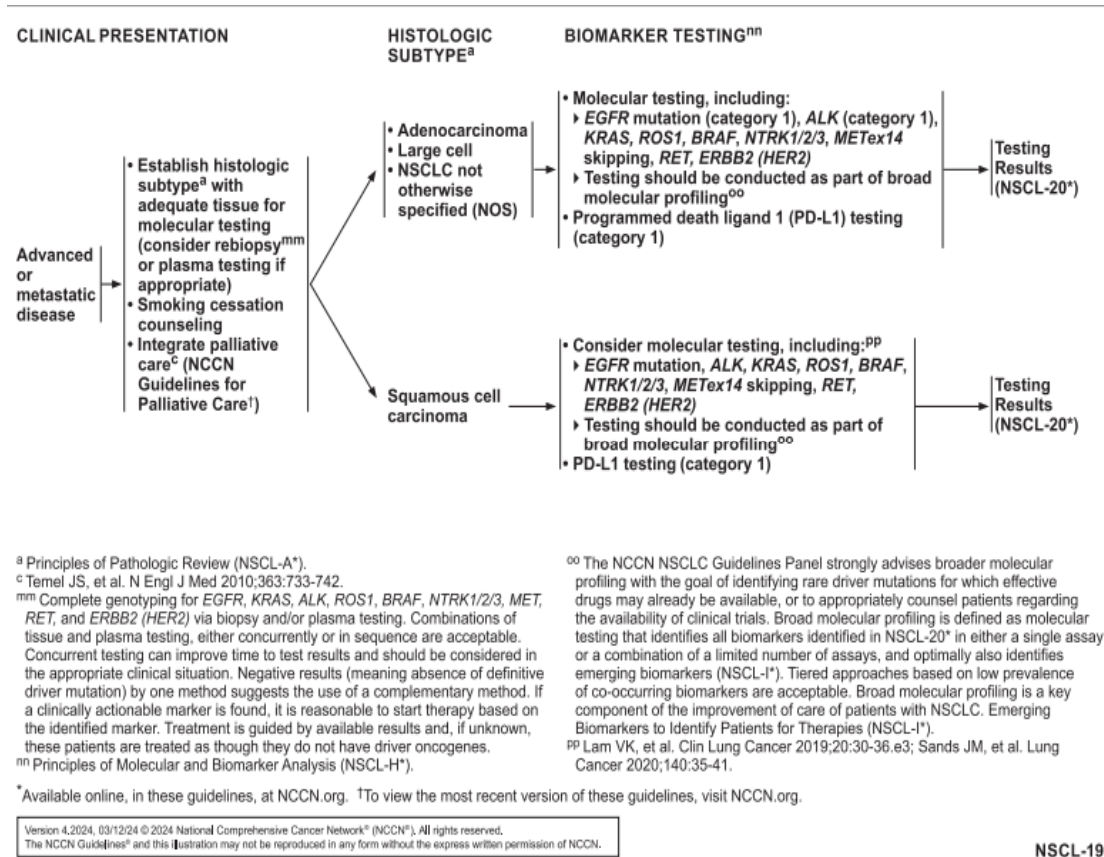 CLINICAL PRESENTATION
HISTOLOGIC
SUBTYPEa
BIOMARKER TESTINGnn
Advanced
or
metastatic
disease
• Establish histologic
subtypea with
adequate tissue for
molecular testing
(consider rebiopsymm
or plasma testing if
appropriate)
• Smoking cessation
counseling
• Integrate palliative
carec (NCCN
Guidelines for
Palliative Care†)
• Adenocarcinoma
• Large cell
• NSCLC not
otherwise
specified (NOS)
• Molecular testing, including:
▸ EGFR mutation (category 1), ALK (category 1),
KRAS, ROS1, BRAF, NTRK1/2/3, METex14
skipping, RET, ERBB2 (HER2)
▸ Testing should be conducted as part of broad
molecular profilingoo
• Programmed death ligand 1 (PD-L1) testing
(category 1)
Testing
Results
(NSCL-20*)
Squamous cell
carcinoma
• Consider molecular testing, including:pp
▸ EGFR mutation, ALK, KRAS, ROS1, BRAF,
NTRK1/2/3, METex14 skipping, RET,
ERBB2 (HER2)
▸ Testing should be conducted as part of
broad molecular profilingoo
• PD-L1 testing (category 1)
Testing
Results
(NSCL-20*)
a Principles of Pathologic Review (NSCL-A*).
c Temel JS, et al. N Engl J Med 2010;363:733-742.
mm Complete genotyping for EGFR, KRAS, ALK, ROS1, BRAF, NTRK1/2/3, MET,
RET, and ERBB2 (HER2) via biopsy and/or plasma testing. Combinations of
tissue and plasma testing, either concurrently or in sequence are acceptable.
Concurrent testing can improve time to test results and should be considered in
the appropriate clinical situation. Negative results (meaning absence of definitive
driver mutation) by one method suggests the use of a complementary method. If
a clinically actionable marker is found, it is reasonable to start therapy based on
the identified marker. Treatment is guided by available results and, if unknown,
these patients are treated as though they do not have driver oncogenes.
nn Principles of Molecular and Biomarker Analysis (NSCL-H*).
oo The NCCN NSCLC Guidelines Panel strongly advises broader molecular
profiling with the goal of identifying rare driver mutations for which effective
drugs may already be available, or to appropriately counsel patients regarding
the availability of clinical trials. Broad molecular profiling is defined as molecular
testing that identifies all biomarkers identified in NSCL-20* in either a single assay
or a combination of a limited number of assays, and optimally also identifies
emerging biomarkers (NSCL-I*). Tiered approaches based on low prevalence
of co-occurring biomarkers are acceptable. Broad molecular profiling is a key
component of the improvement of care of patients with NSCLC. Emerging
Biomarkers to Identify Patients for Therapies (NSCL-I*).
pp Lam VK, et al. Clin Lung Cancer 2019;20:30-36.e3; Sands JM, et al. Lung
Cancer 2020;140:35-41.
*Available online, in these guidelines, at NCCN.org. †To view the most recent version of these guidelines, visit NCCN.org.
Version 4.2024, 03/12/24 © 2024 National Comprehensive Cancer Network® (NCCN®). All rights reserved.
The NCCN Guidelines® and this illustration may not be reproduced in any form without the express written permission of NCCN.
NSCL-19